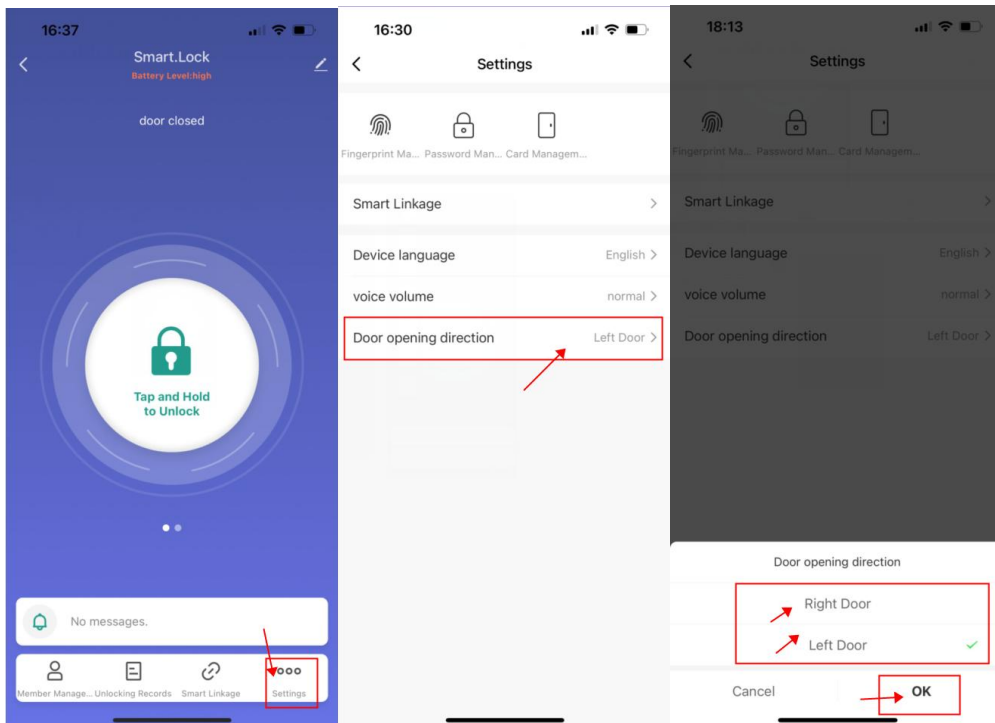 16:37
Smart.Lock
Battery Level:high
door closed
Tap and Hold
to Unlock
No messages.
Member Manage... Unlocking Records Smart Linkage Settings
16:30
Settings
Fingerprint Ma... Password Man... Card Managem...
Smart Linkage
Device language English
voice volume normal
Door opening direction Left Door
18:13
Settings
Fingerprint Ma... Password Man... Card Managem...
Smart Linkage
Device language English
voice volume normal
Door opening direction Left Door
Door opening direction
Right Door
Left Door
Cancel OK